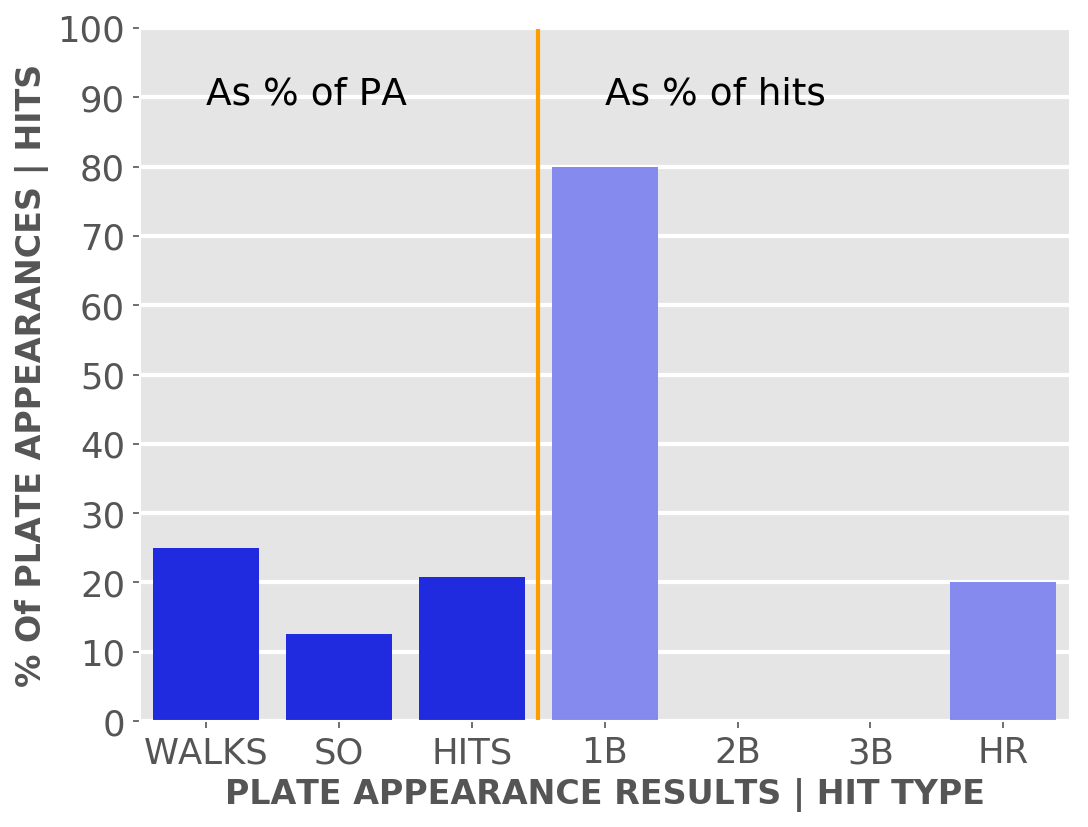 100
90
80
70
60
50
40
30
20
10
0
% Of PLATE APPEARANCES | HITS
As % of PA
As % of hits
WALKS SO HITS 1B 2B 3B HR
PLATE APPEARANCE RESULTS | HIT TYPE